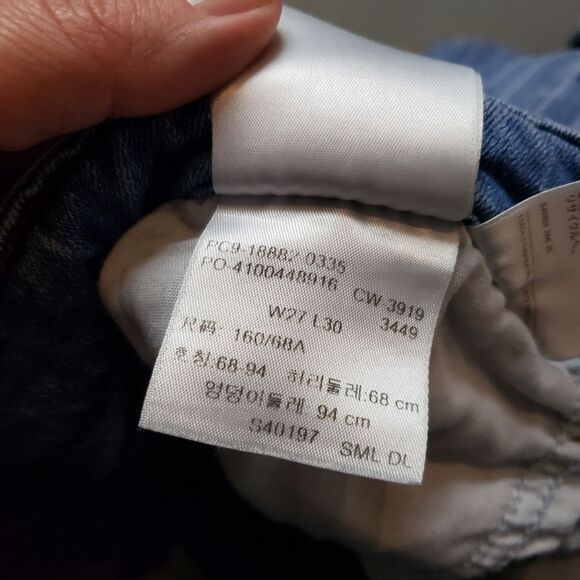 PC9-18882 0335
PO-4100448916 CW 3919
3449
W27 L30
尺码: 160/68A
호칭:68-94 허리둘레:68 cm
엉덩이둘레: 94 cm
S40197 SML DL